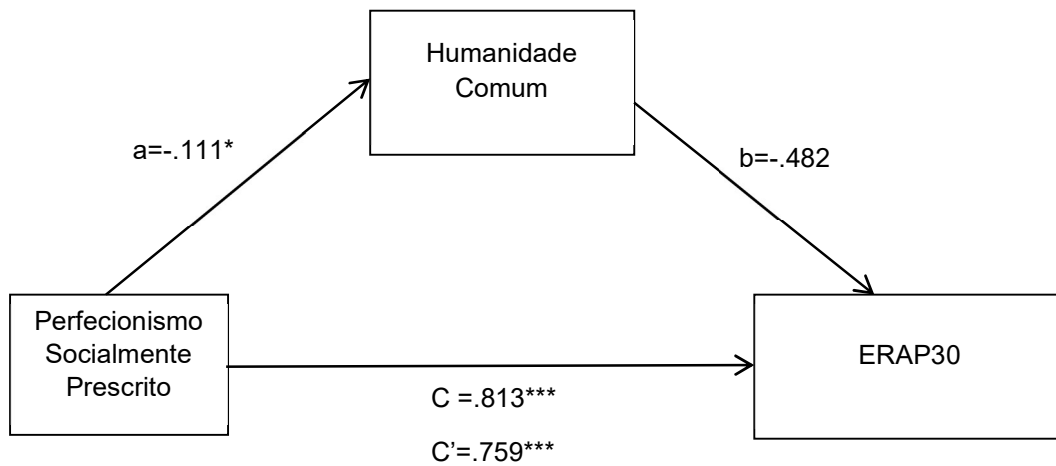 Humanidade
Comum
a=-.111*
b=-.482
Perfecionismo
Socialmente
Prescrito
ERAP30
C =.813***
C’=.759***